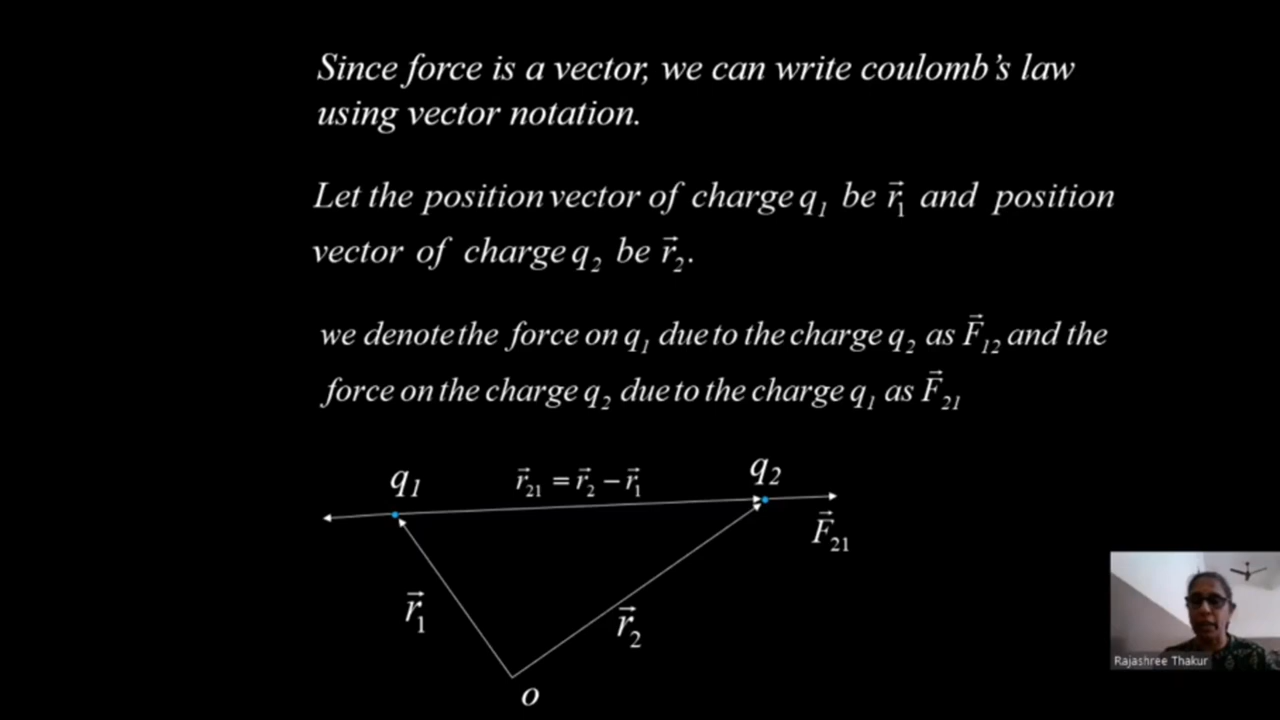 Since force is a vector, we can write coulomb's law
using vector notation.
Let the position vector of charge q₁ be r⃗₁ and position
vector of charge q₂ be r⃗₂.
we denote the force on q₁ due to the charge q₂ as F⃗₁₂ and the
force on the charge q₂ due to the charge q₁ as F⃗₂₁
q₁
r⃗₂₁ = r⃗₂ − r⃗₁
q₂
F⃗₂₁
r⃗₁
r⃗₂
o
Rajashree Thakur